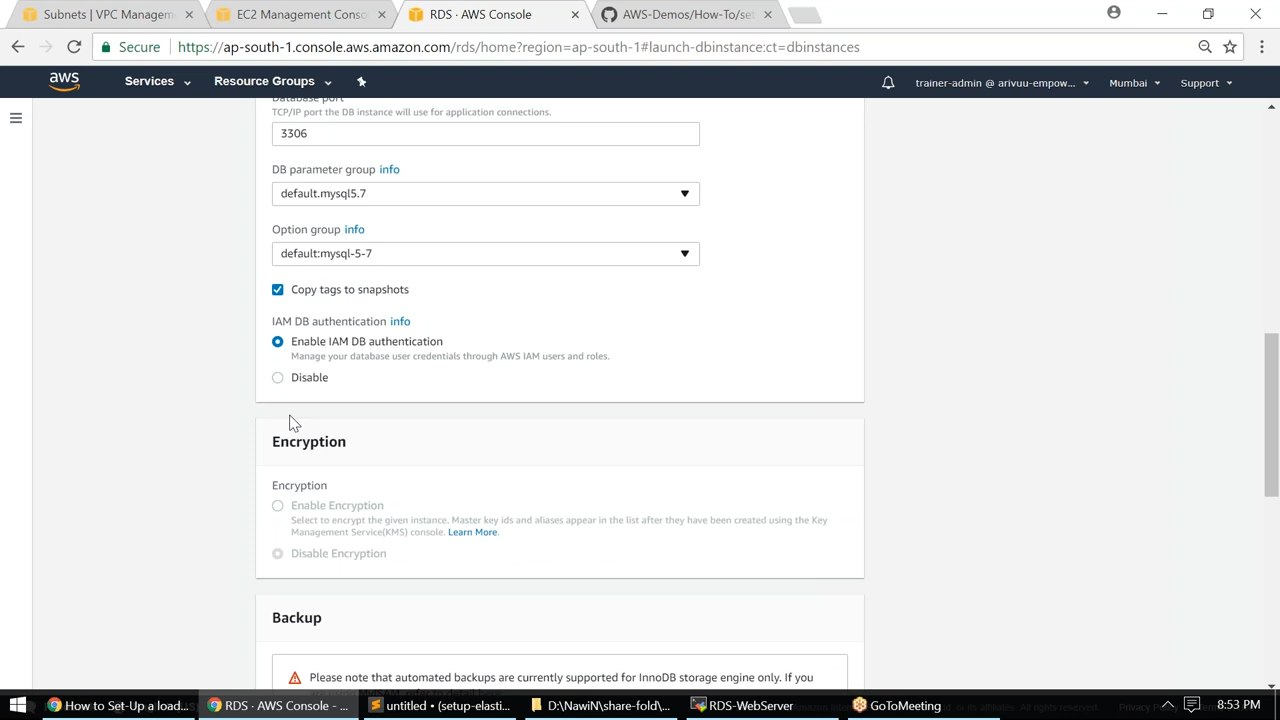 Subnets | VPC Managemen
EC2 Management Conso
RDS · AWS Console
AWS-Demos/How-To/set
Secure
https://ap-south-1.console.aws.amazon.com/rds/home?region=ap-south-1#launch-dbinstance:ct=dbinstances
aws
Services
Resource Groups
trainer-admin @ arivuu-empow...
Mumbai
Support
Database port
TCP/IP port the DB instance will use for application connections.
3306
DB parameter group info
default.mysql5.7
Option group info
default:mysql-5-7
Copy tags to snapshots
IAM DB authentication info
Enable IAM DB authentication
Manage your database user credentials through AWS IAM users and roles.
Disable
Encryption
Encryption
Enable Encryption
Select to encrypt the given instance. Master key ids and aliases appear in the list after they have been created using the Key
Management Service(KMS) console. Learn More.
Disable Encryption
Backup
Please note that automated backups are currently supported for InnoDB storage engine only. If you
How to Set-Up a load...
RDS · AWS Console - ...
untitled • (setup-elasti...
D:\NawiN\share-fold\...
RDS-WebServer
GoToMeeting
8:53 PM